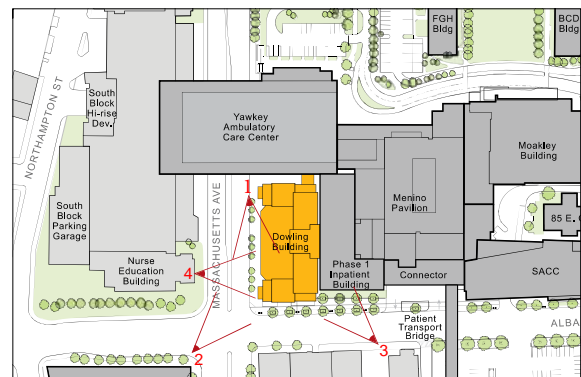 FGH
Bldg
BCD
Bldg
NORTHAMPTON ST
South
Block
Hi-rise
Dev.
Yawkey
Ambulatory
Care Center
Moakley
Building
MASSACHUSETTS AVE
1
Menino
Pavilion
South
Block
Parking
Garage
Dowling
Building
85 E.
Nurse
Education
Building
4
Phase 1
Inpatient
Building
Connector
SACC
Patient
Transport
Bridge
ALBA
2
3